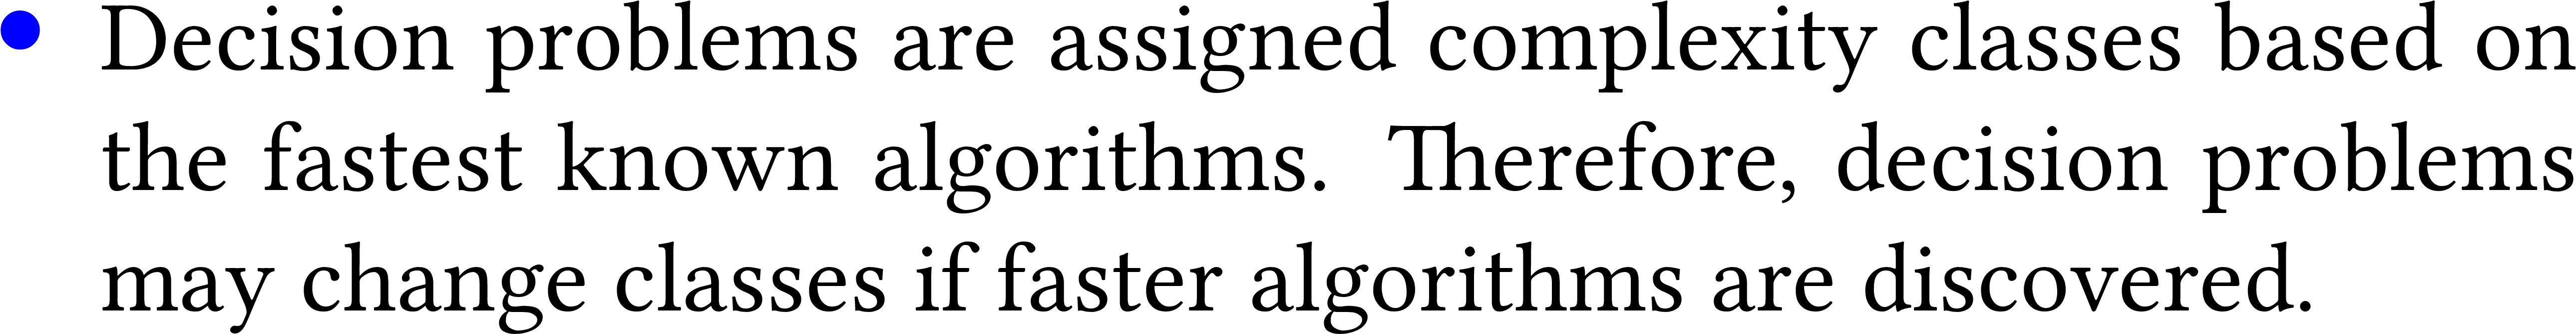 • Decision problems are assigned complexity classes based on
the fastest known algorithms. Therefore, decision problems
may change classes if faster algorithms are discovered.